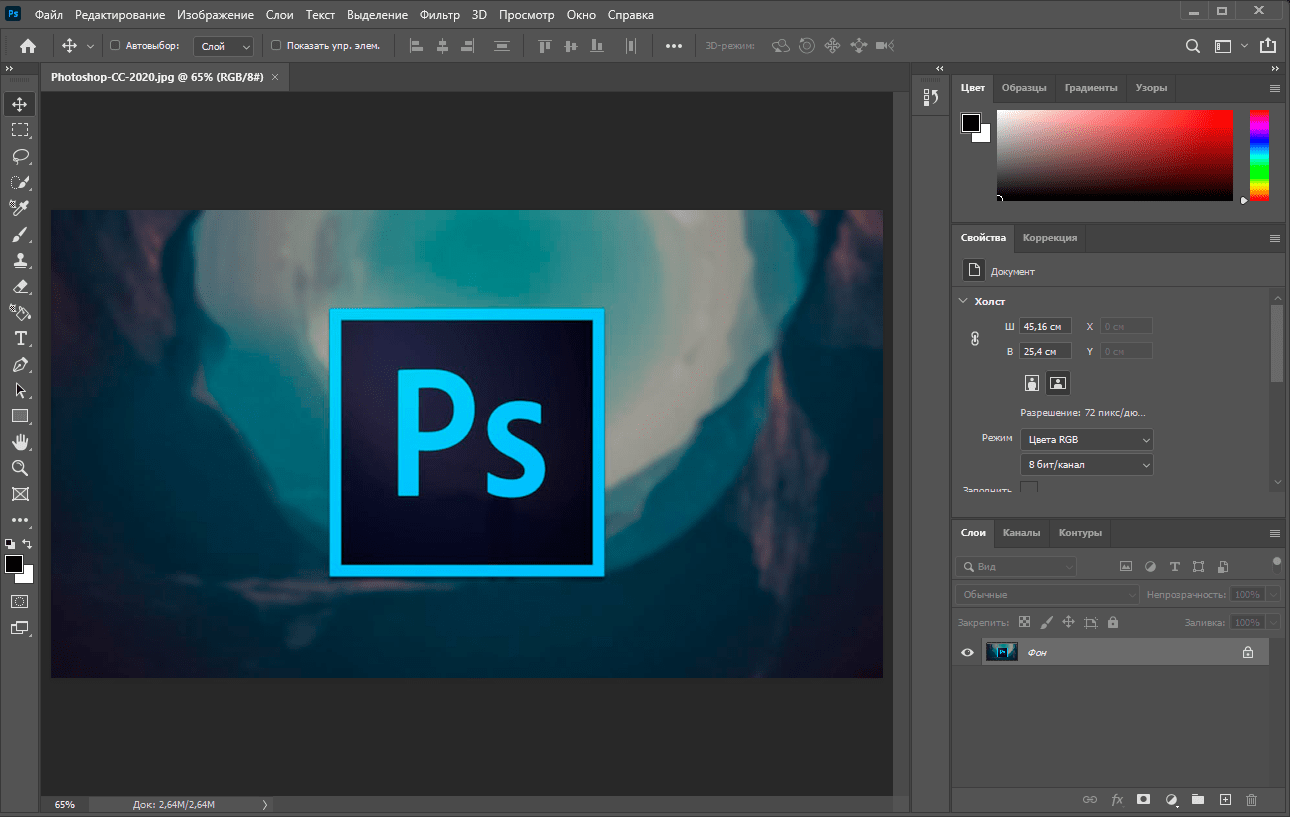 Ps Файл Редактирование Изображение Слои Текст Выделение Фильтр 3D Просмотр Окно Справка
Автовыбор: Слой Показать упр. элем. 3D-режим:
Photoshop-CC-2020.jpg @ 65% (RGB/8#) ×
Цвет Образцы Градиенты Узоры
Свойства Коррекция
Документ
Холст
Ш 45,16 см X 0 см
В 25,4 см Y 0 см
Разрешение: 72 пикс/дю...
Режим Цвета RGB
8 бит/канал
Заполнить
Ps
Слои Каналы Контуры
Вид
Обычные Непрозрачность: 100%
Закрепить: Заливка: 100%
Ps Фон
65% Док: 2,64M/2,64M
fx